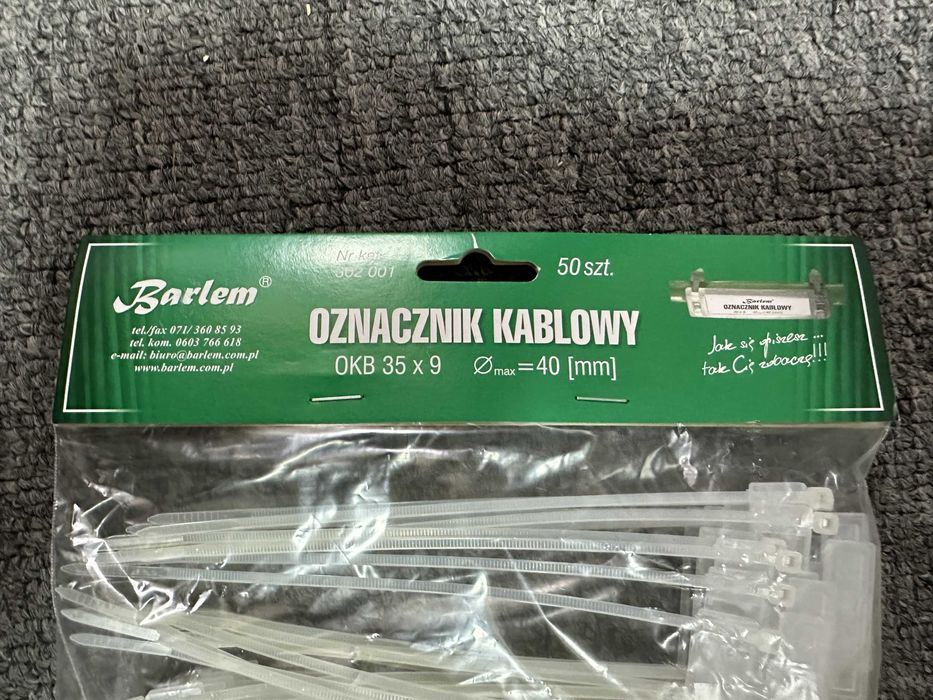 Barlem®
tel./fax 071/ 360 85 93
tel. kom. 0603 766 618
e-mail: biuro@barlem.com.pl
www.barlem.com.pl
Nr kat.
302 001
50 szt.
OZNACZNIK KABLOWY
OKB 35 x 9 Ømax = 40 [mm]
Barlem
OZNACZNIK KABLOWY
Jak się opiszesz ...
tak Cię zobaczą!!!